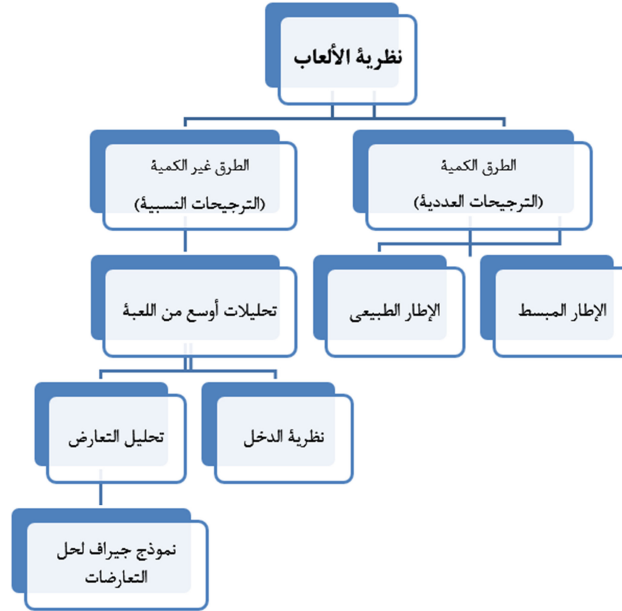 نظرية الألعاب
الطرق الكمية
(الترجيحات العددية)
الطرق غير الكمية
(الترجيحات النسبية)
الإطار المبسط
الإطار الطبيعى
تحليلات أوسع من اللعبة
نظرية الدخل
تحليل التعارض
نموذج جيراف لحل
التعارضات